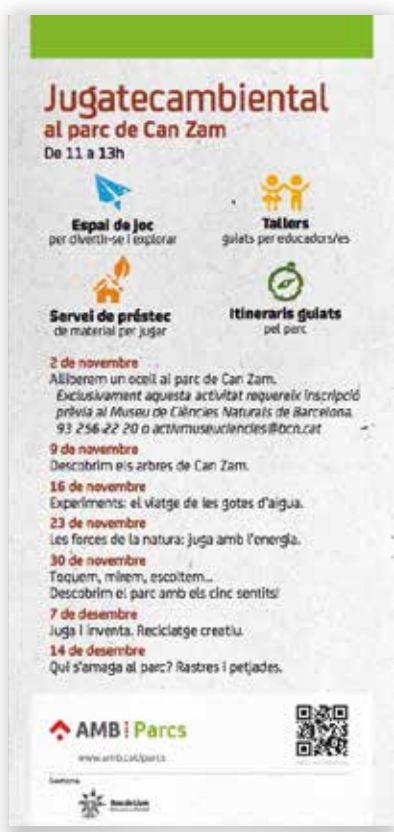 Jugatecambiental
al parc de Can Zam
De 11 a 13h
Espai de joc
per divertir-se i explorar
Tallers
guiats per educadors/es
Servei de préstec
de material per jugar
Itineraris guiats
pel parc
2 de novembre
Alliberem un ocell al parc de Can Zam.
Exclusivament aquesta activitat requereix inscripció
prèvia al Museu de Ciències Naturals de Barcelona.
93 256 22 20 o activmuseuciencies@bcn.cat
9 de novembre
Descobrim els arbres de Can Zam.
16 de novembre
Experiments: el viatge de les gotes d'aigua.
23 de novembre
Les forces de la natura: juga amb l'energia.
30 de novembre
Toquem, mirem, escoltem...
Descobrim el parc amb els cinc sentits!
7 de desembre
Juga i inventa. Reciclatge creatiu.
14 de desembre
Qui s'amaga al parc? Rastres i petjades.
AMB Parcs
www.amb.cat/parcs